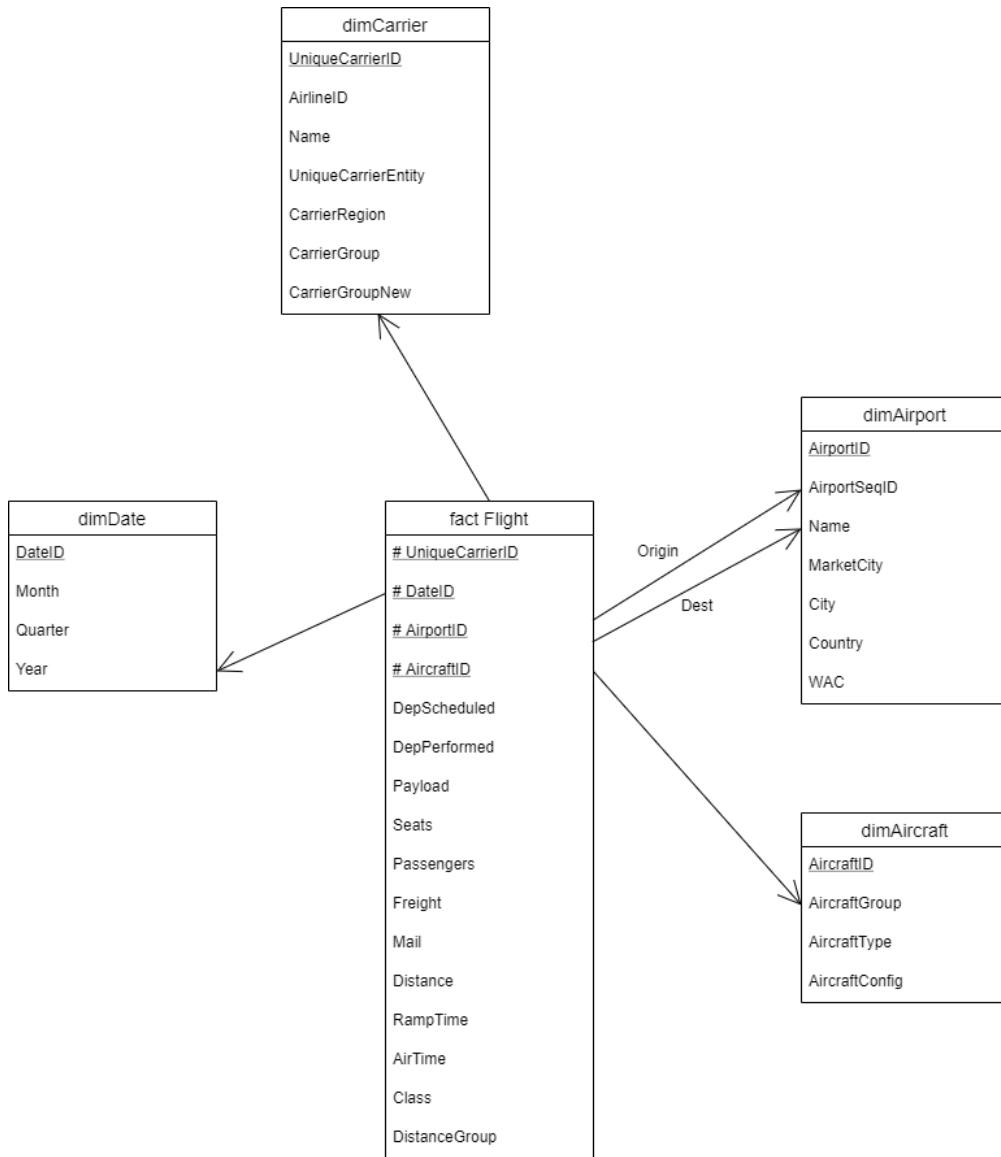 dimCarrier
UniqueCarrierID
AirlineID
Name
UniqueCarrierEntity
CarrierRegion
CarrierGroup
CarrierGroupNew
dimAirport
AirportID
AirportSeqID
Name
MarketCity
City
Country
WAC
dimDate
DateID
Month
Quarter
Year
fact Flight
# UniqueCarrierID
# DateID
# AirportID
# AircraftID
DepScheduled
DepPerformed
Payload
Seats
Passengers
Freight
Mail
Distance
RampTime
AirTime
Class
DistanceGroup
Origin
Dest
dimAircraft
AircraftID
AircraftGroup
AircraftType
AircraftConfig